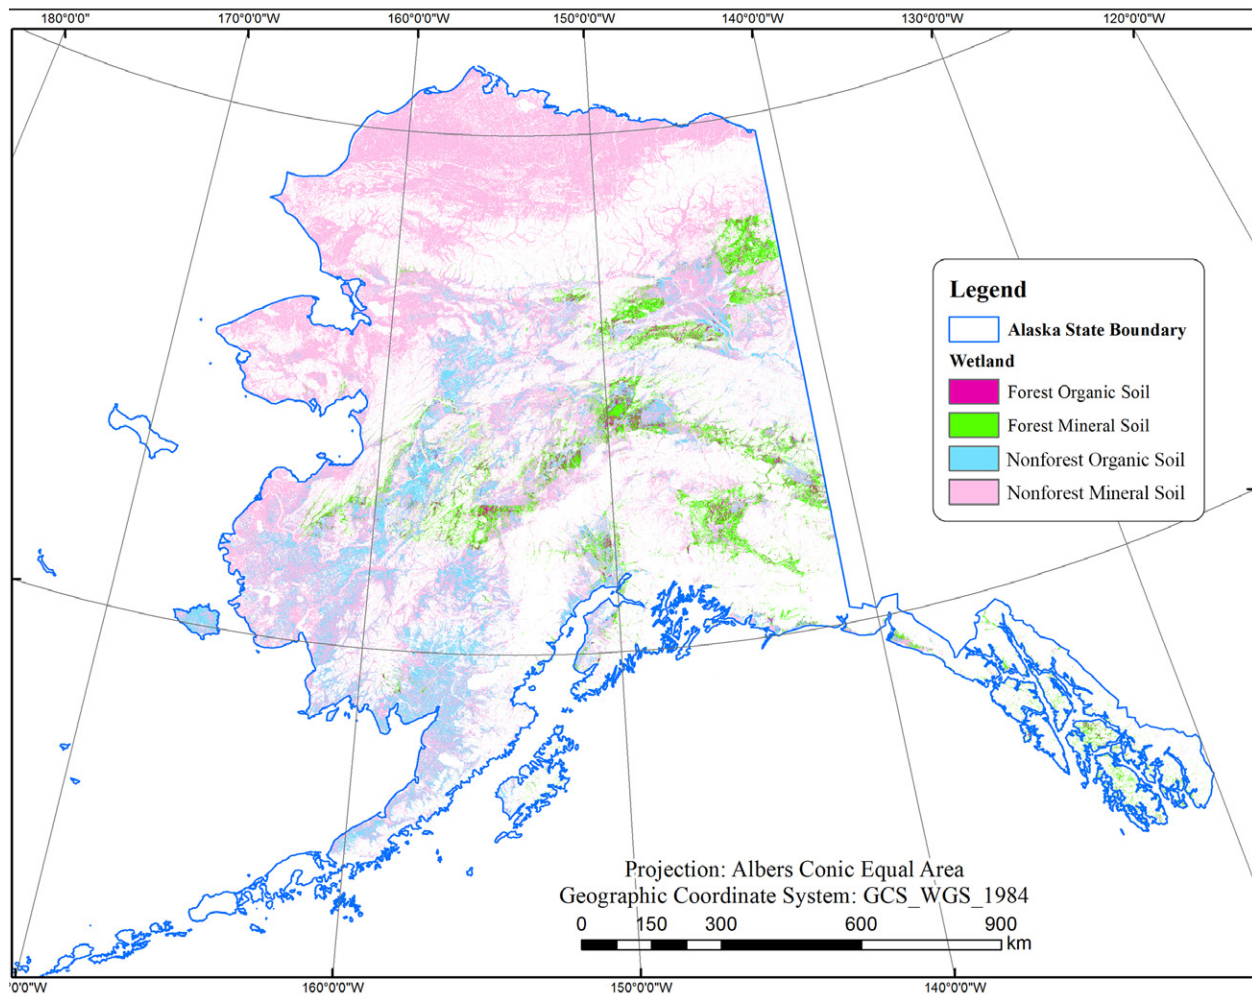 180°0'0" 170°0'0"W 160°0'0"W 150°0'0"W 140°0'0"W 130°0'0"W 120°0'0"W
Legend
Alaska State Boundary
Wetland
Forest Organic Soil
Forest Mineral Soil
Nonforest Organic Soil
Nonforest Mineral Soil
Projection: Albers Conic Equal Area
Geographic Coordinate System: GCS_WGS_1984
0 150 300 600 900
km
0°0'0"W 160°0'0"W 150°0'0"W 140°0'0"W